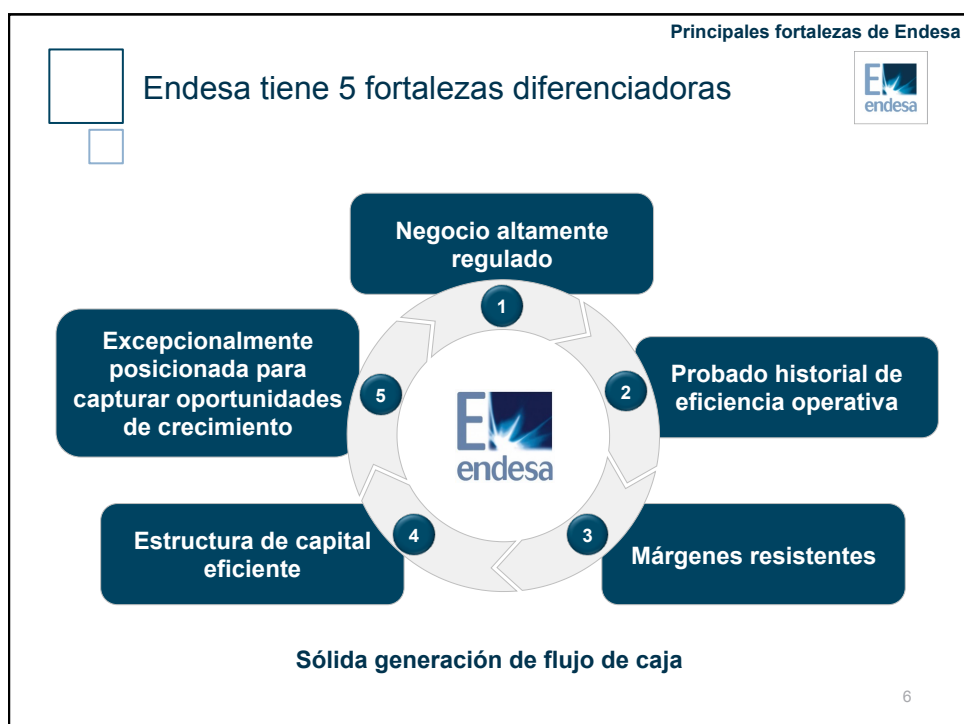 Principales fortalezas de Endesa
Endesa tiene 5 fortalezas diferenciadoras
E
endesa
Negocio altamente
regulado
1
Probado historial de
eficiencia operativa
2
Márgenes resistentes
3
Estructura de capital
eficiente
4
Excepcionalmente
posicionada para
capturar oportunidades
de crecimiento
5
E
endesa
Sólida generación de flujo de caja
6